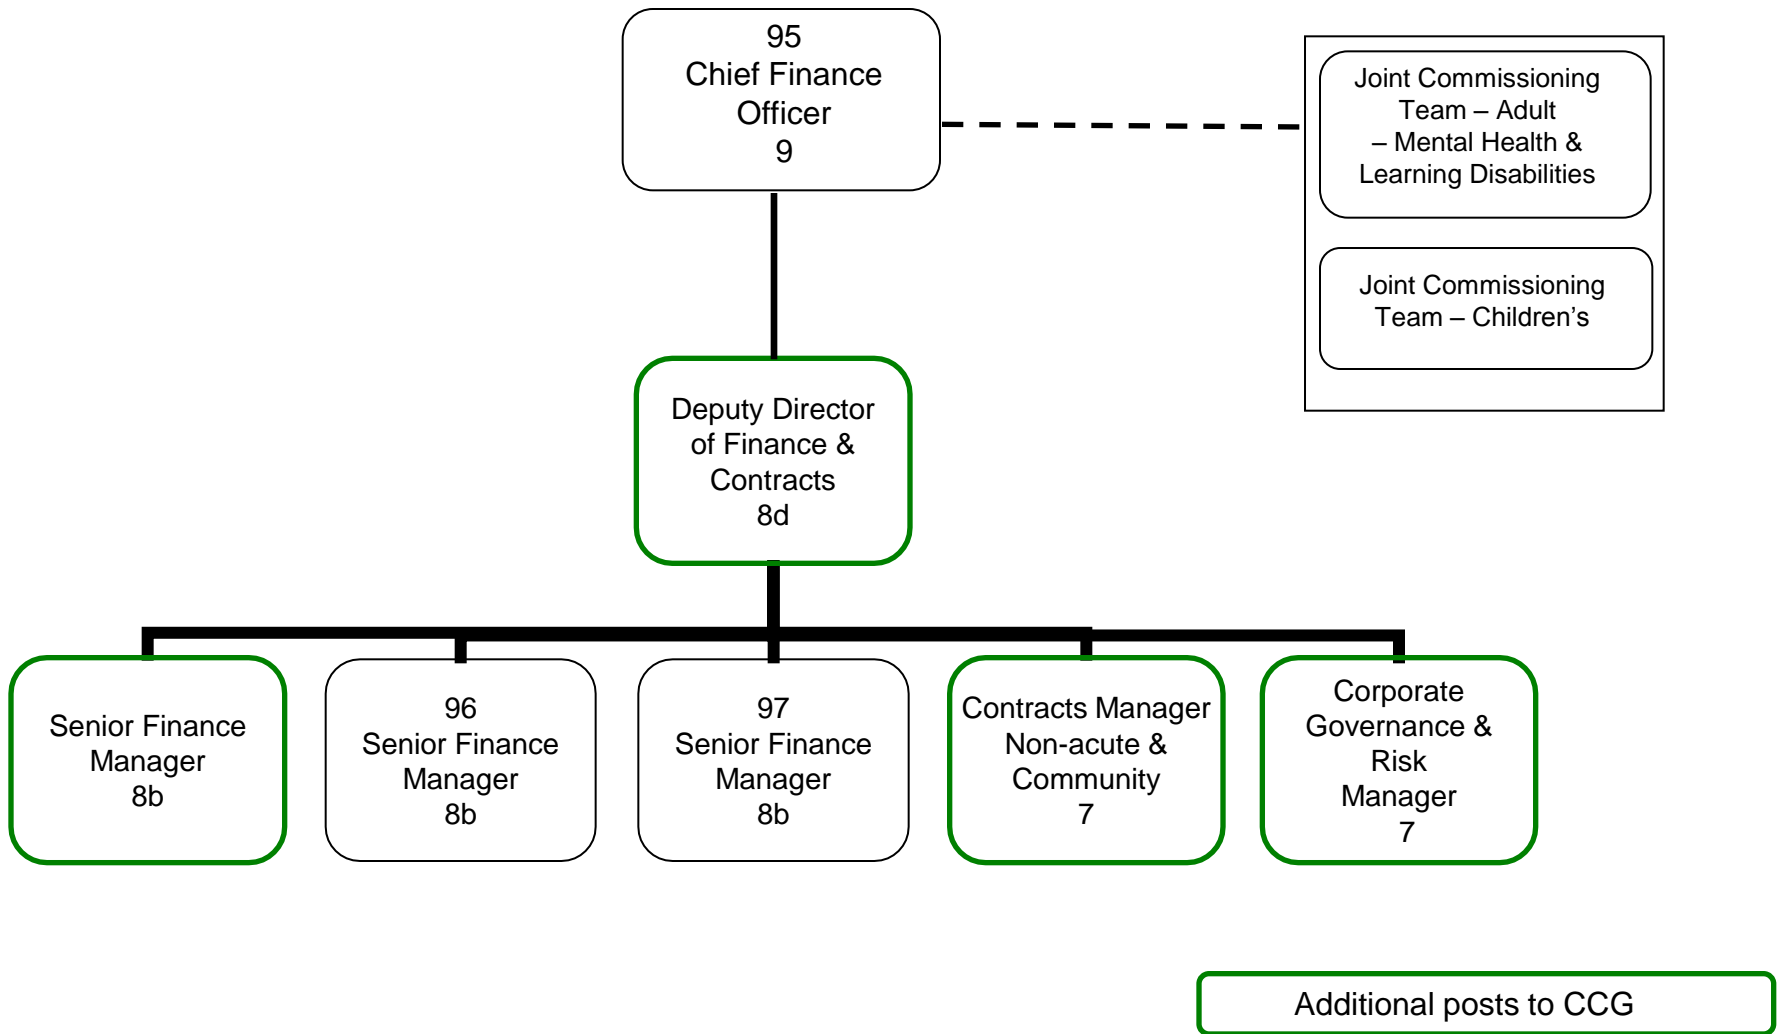 95
Chief Finance
Officer
9
Joint Commissioning
Team – Adult
– Mental Health &
Learning Disabilities
Joint Commissioning
Team – Children’s
Deputy Director
of Finance &
Contracts
8d
Senior Finance
Manager
8b
96
Senior Finance
Manager
8b
97
Senior Finance
Manager
8b
Contracts Manager
Non-acute &
Community
7
Corporate
Governance &
Risk
Manager
7
Additional posts to CCG